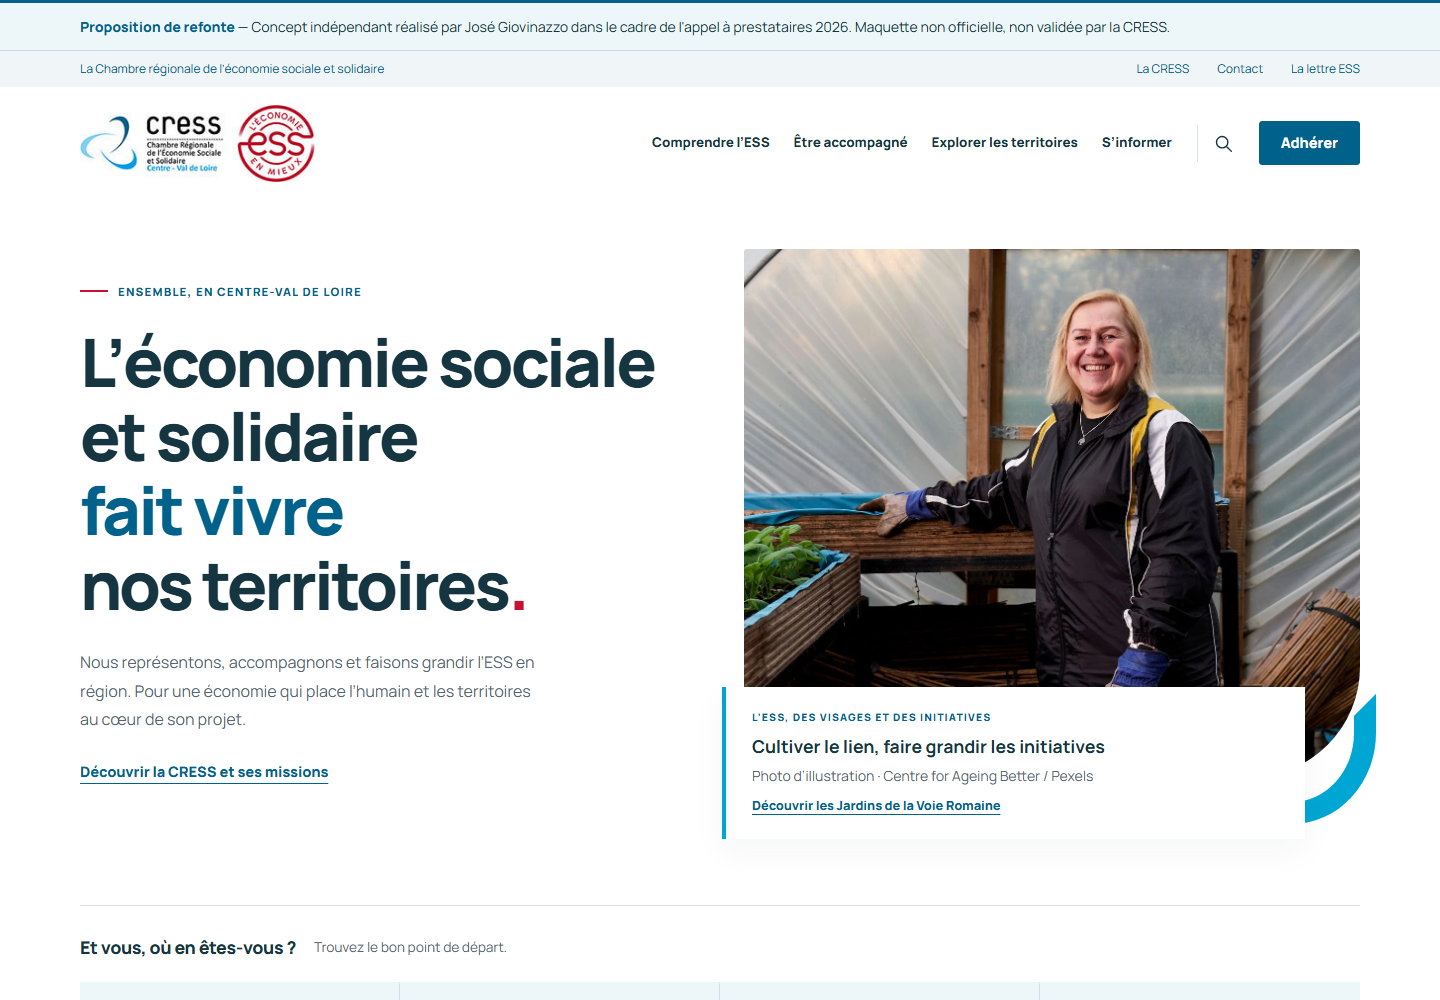 Proposition de refonte — Concept indépendant réalisé par José Giovinazzo dans le cadre de l'appel à prestataires 2026. Maquette non officielle, non validée par la CRESS.
La Chambre régionale de l'économie sociale et solidaire
La CRESS
Contact
La lettre ESS
cress
Chambre Régionale
de l'Économie Sociale
et Solidaire
Centre - Val de Loire
L'ÉCONOMIE
ess
EN MIEUX
Comprendre l’ESS
Être accompagné
Explorer les territoires
S’informer
Adhérer
ENSEMBLE, EN CENTRE-VAL DE LOIRE
L’économie sociale
et solidaire
fait vivre
nos territoires.
Nous représentons, accompagnons et faisons grandir l’ESS en
région. Pour une économie qui place l’humain et les territoires
au cœur de son projet.
Découvrir la CRESS et ses missions
L’ESS, DES VISAGES ET DES INITIATIVES
Cultiver le lien, faire grandir les initiatives
Photo d’illustration · Centre for Ageing Better / Pexels
Découvrir les Jardins de la Voie Romaine
Et vous, où en êtes-vous ?
Trouvez le bon point de départ.